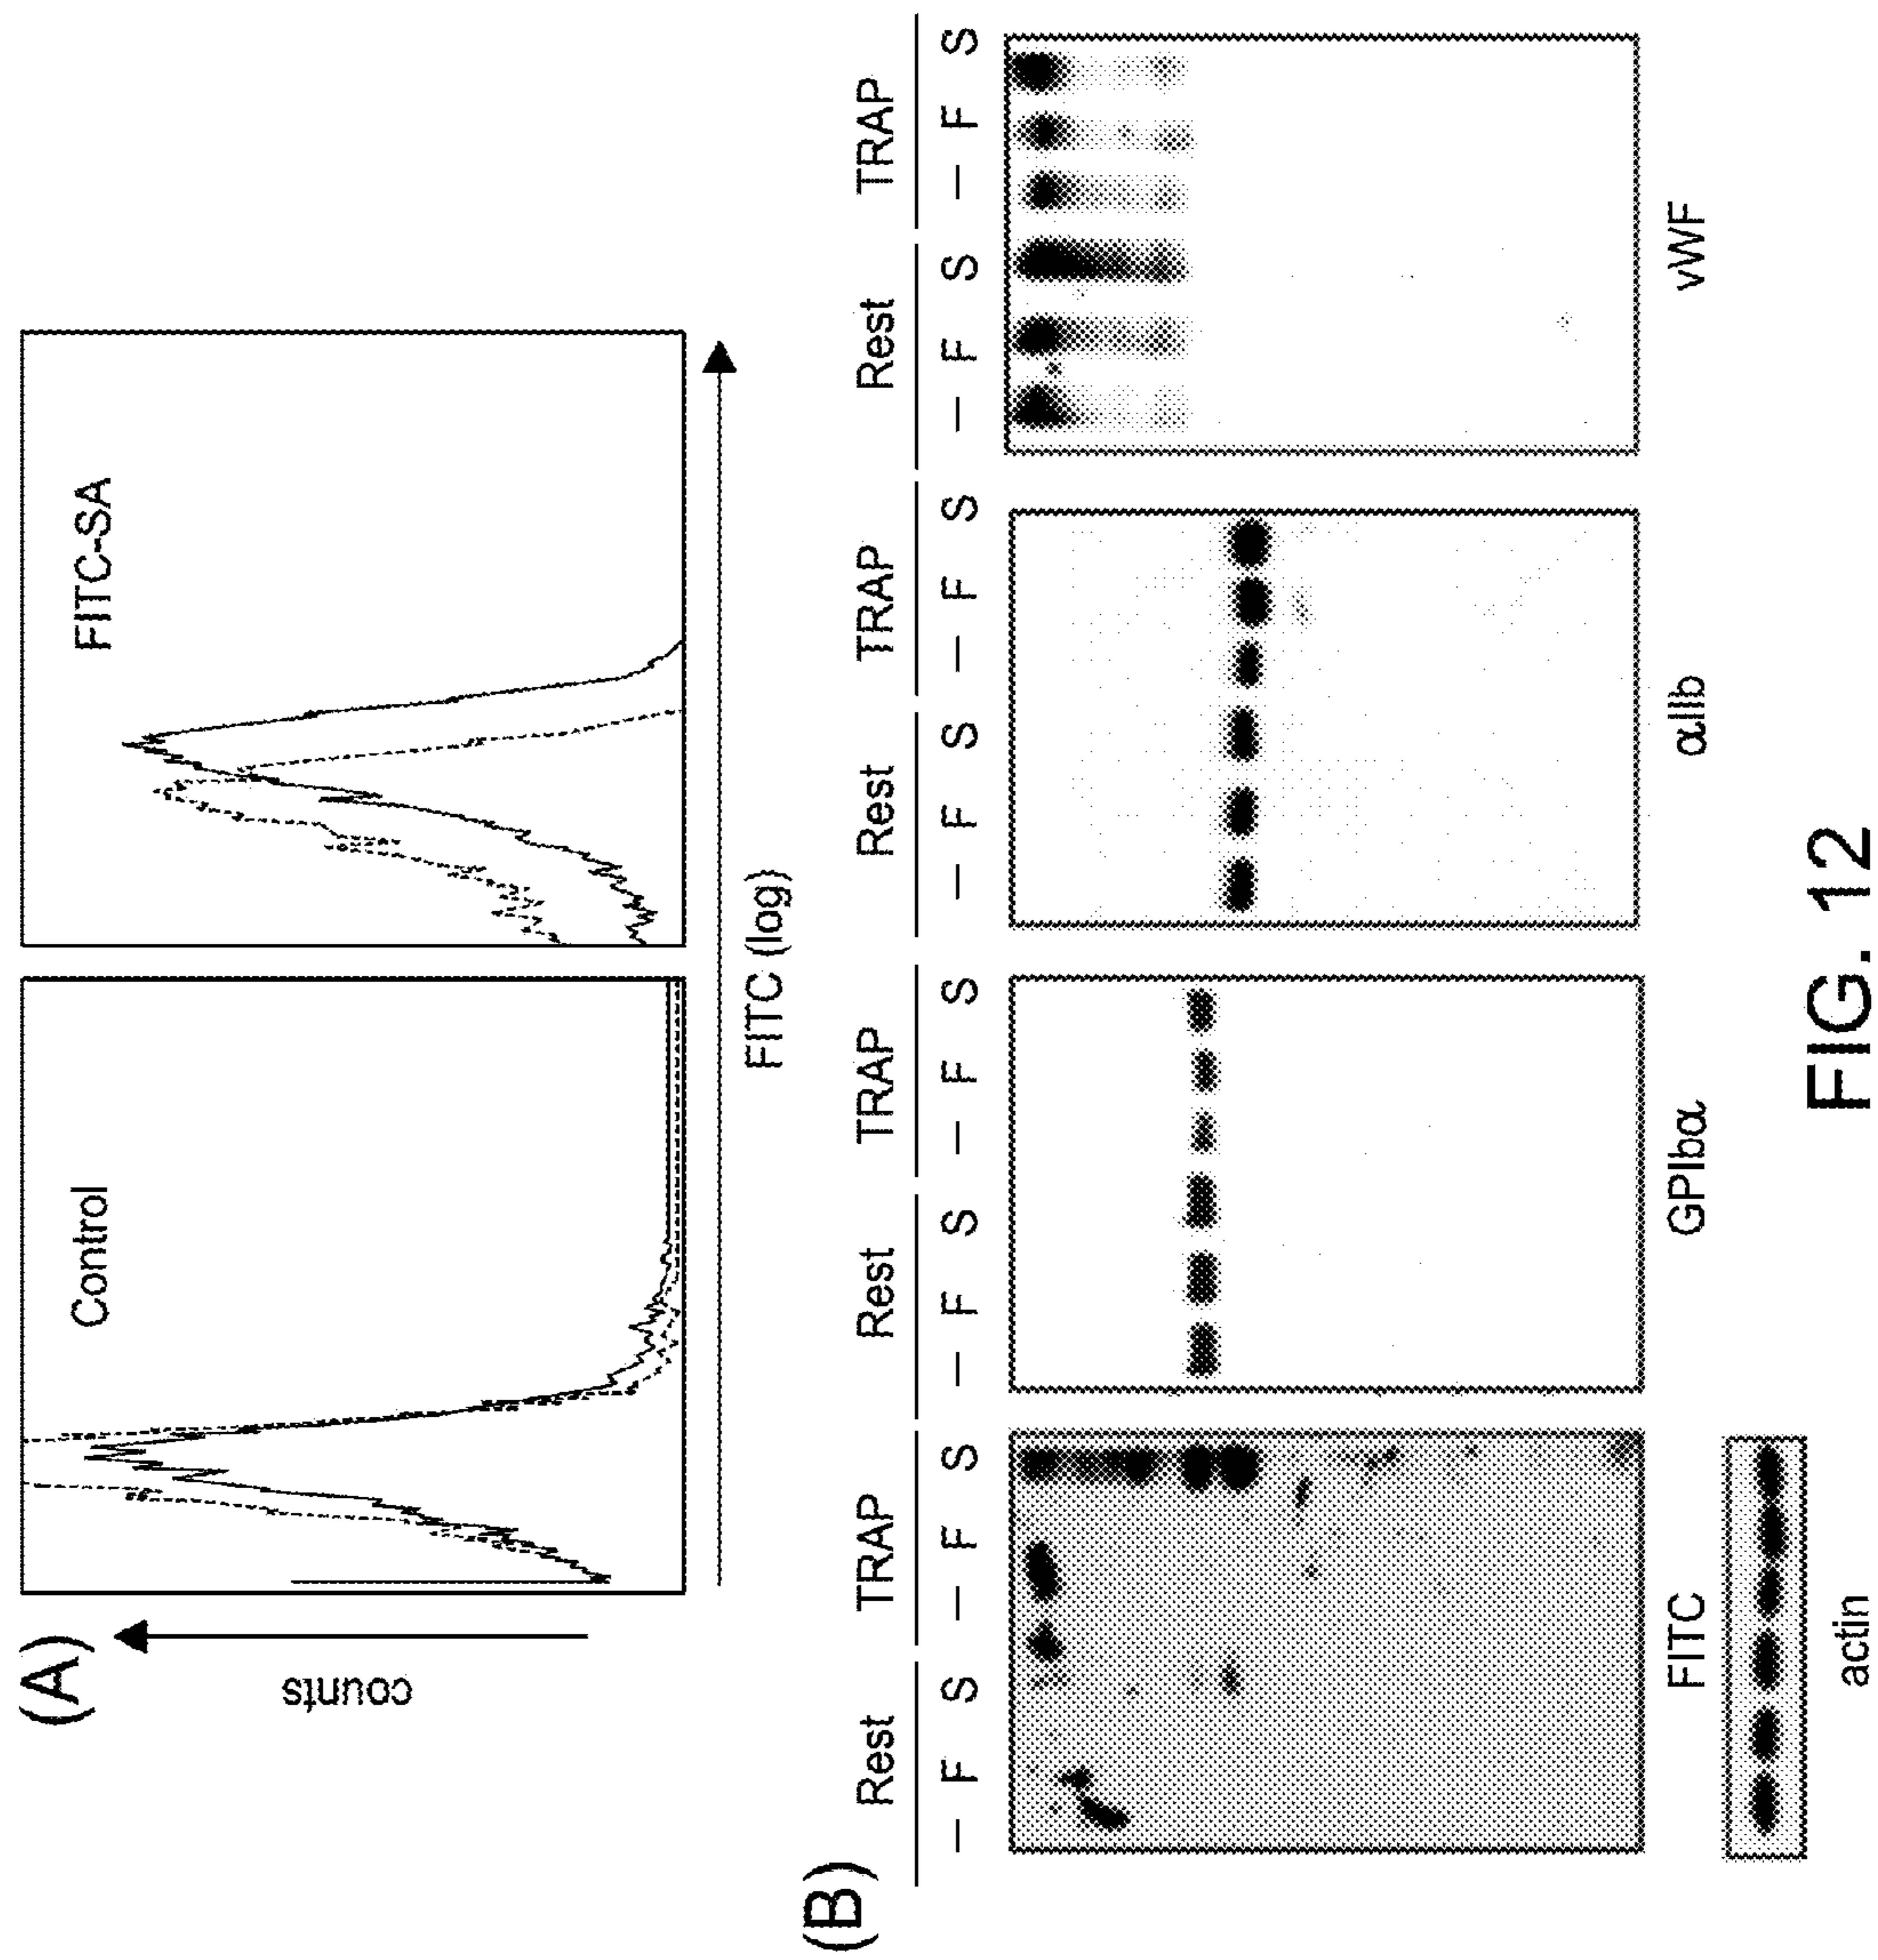 (A)
counts
Control
FITC-SA
FITC (log)
(B)
Rest TRAP Rest TRAP Rest TRAP Rest TRAP
– F S – F S – F S – F S – F S – F S – F S – F S
FITC GPIbα αIIb vWF
actin
FIG. 12